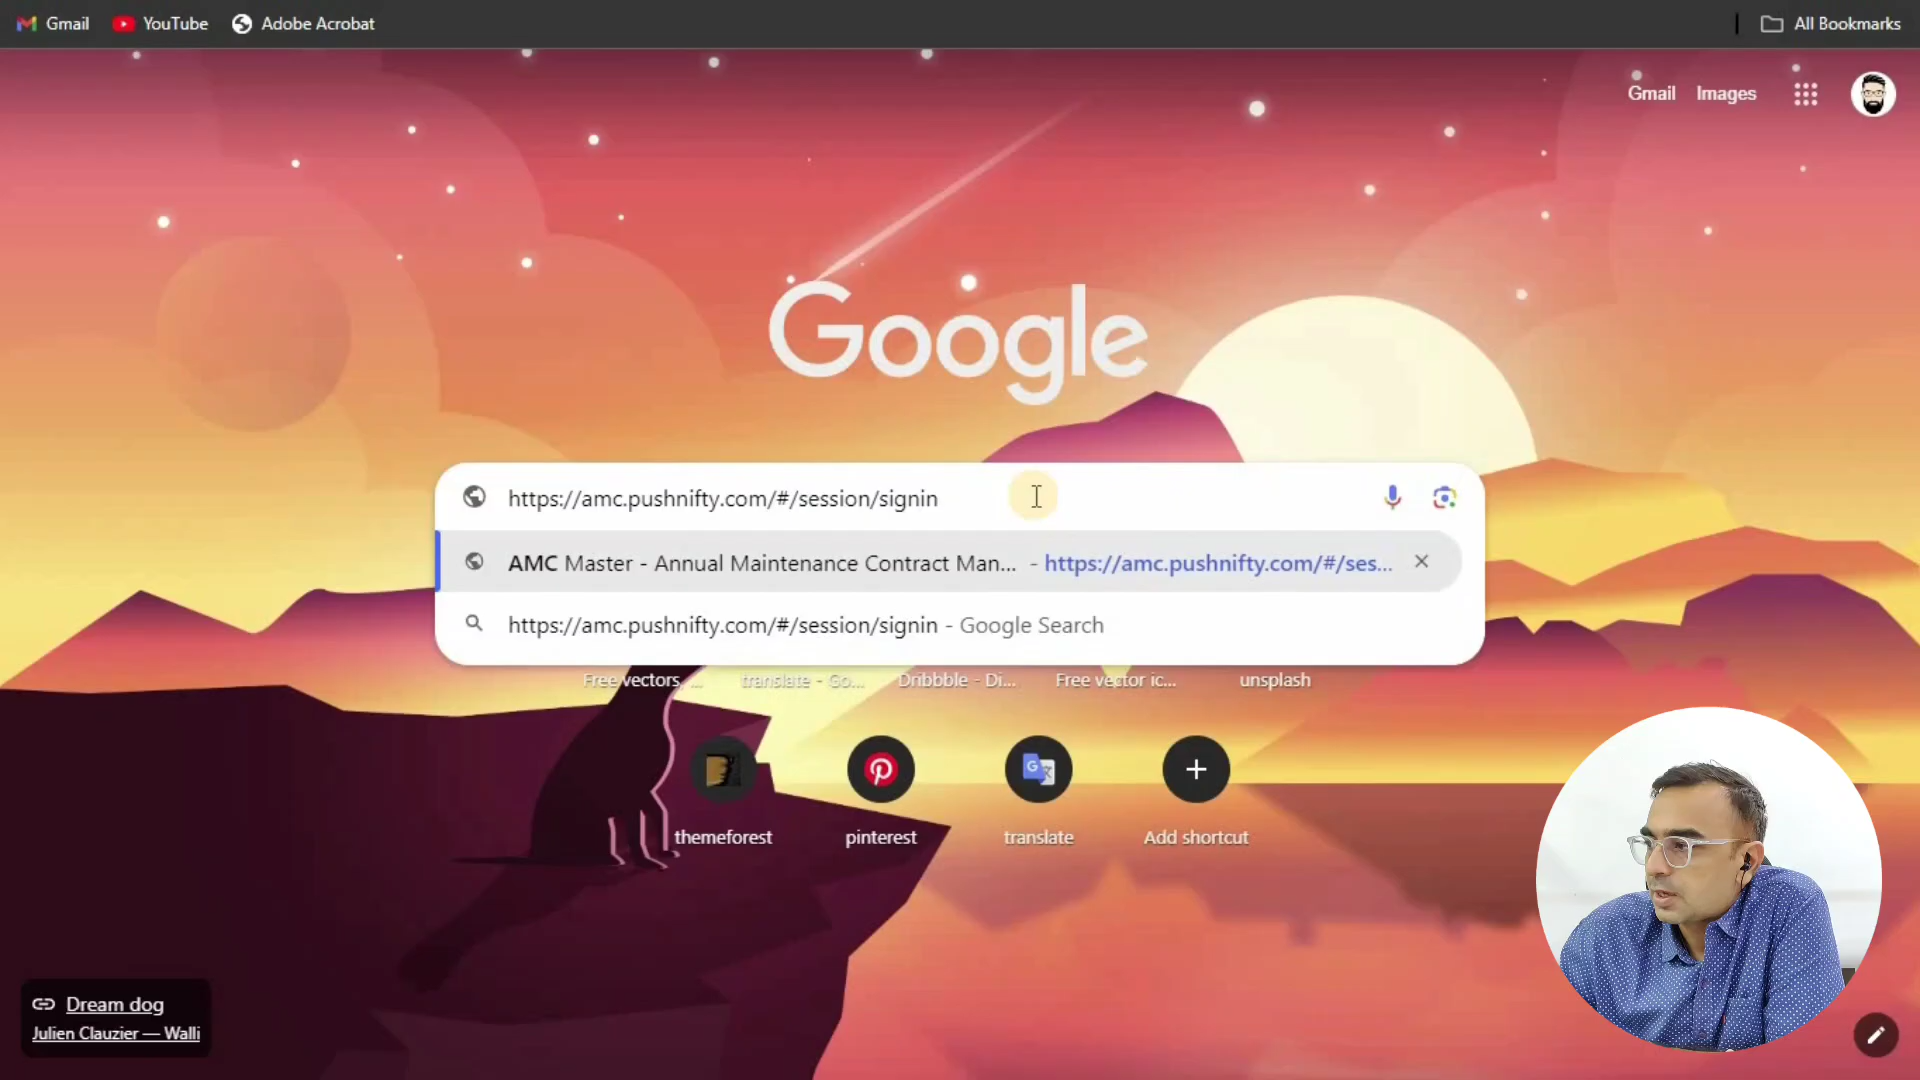 Gmail YouTube Adobe Acrobat All Bookmarks
Gmail Images
Google
https://amc.pushnifty.com/#/session/signin
AMC Master - Annual Maintenance Contract Man... - https://amc.pushnifty.com/#/ses...
https://amc.pushnifty.com/#/session/signin - Google Search
Free vectors, ... translate - Go... Dribbble - Di... Free vector ic... unsplash
themeforest pinterest translate Add shortcut
Dream dog
Julien Clauzier — Walli